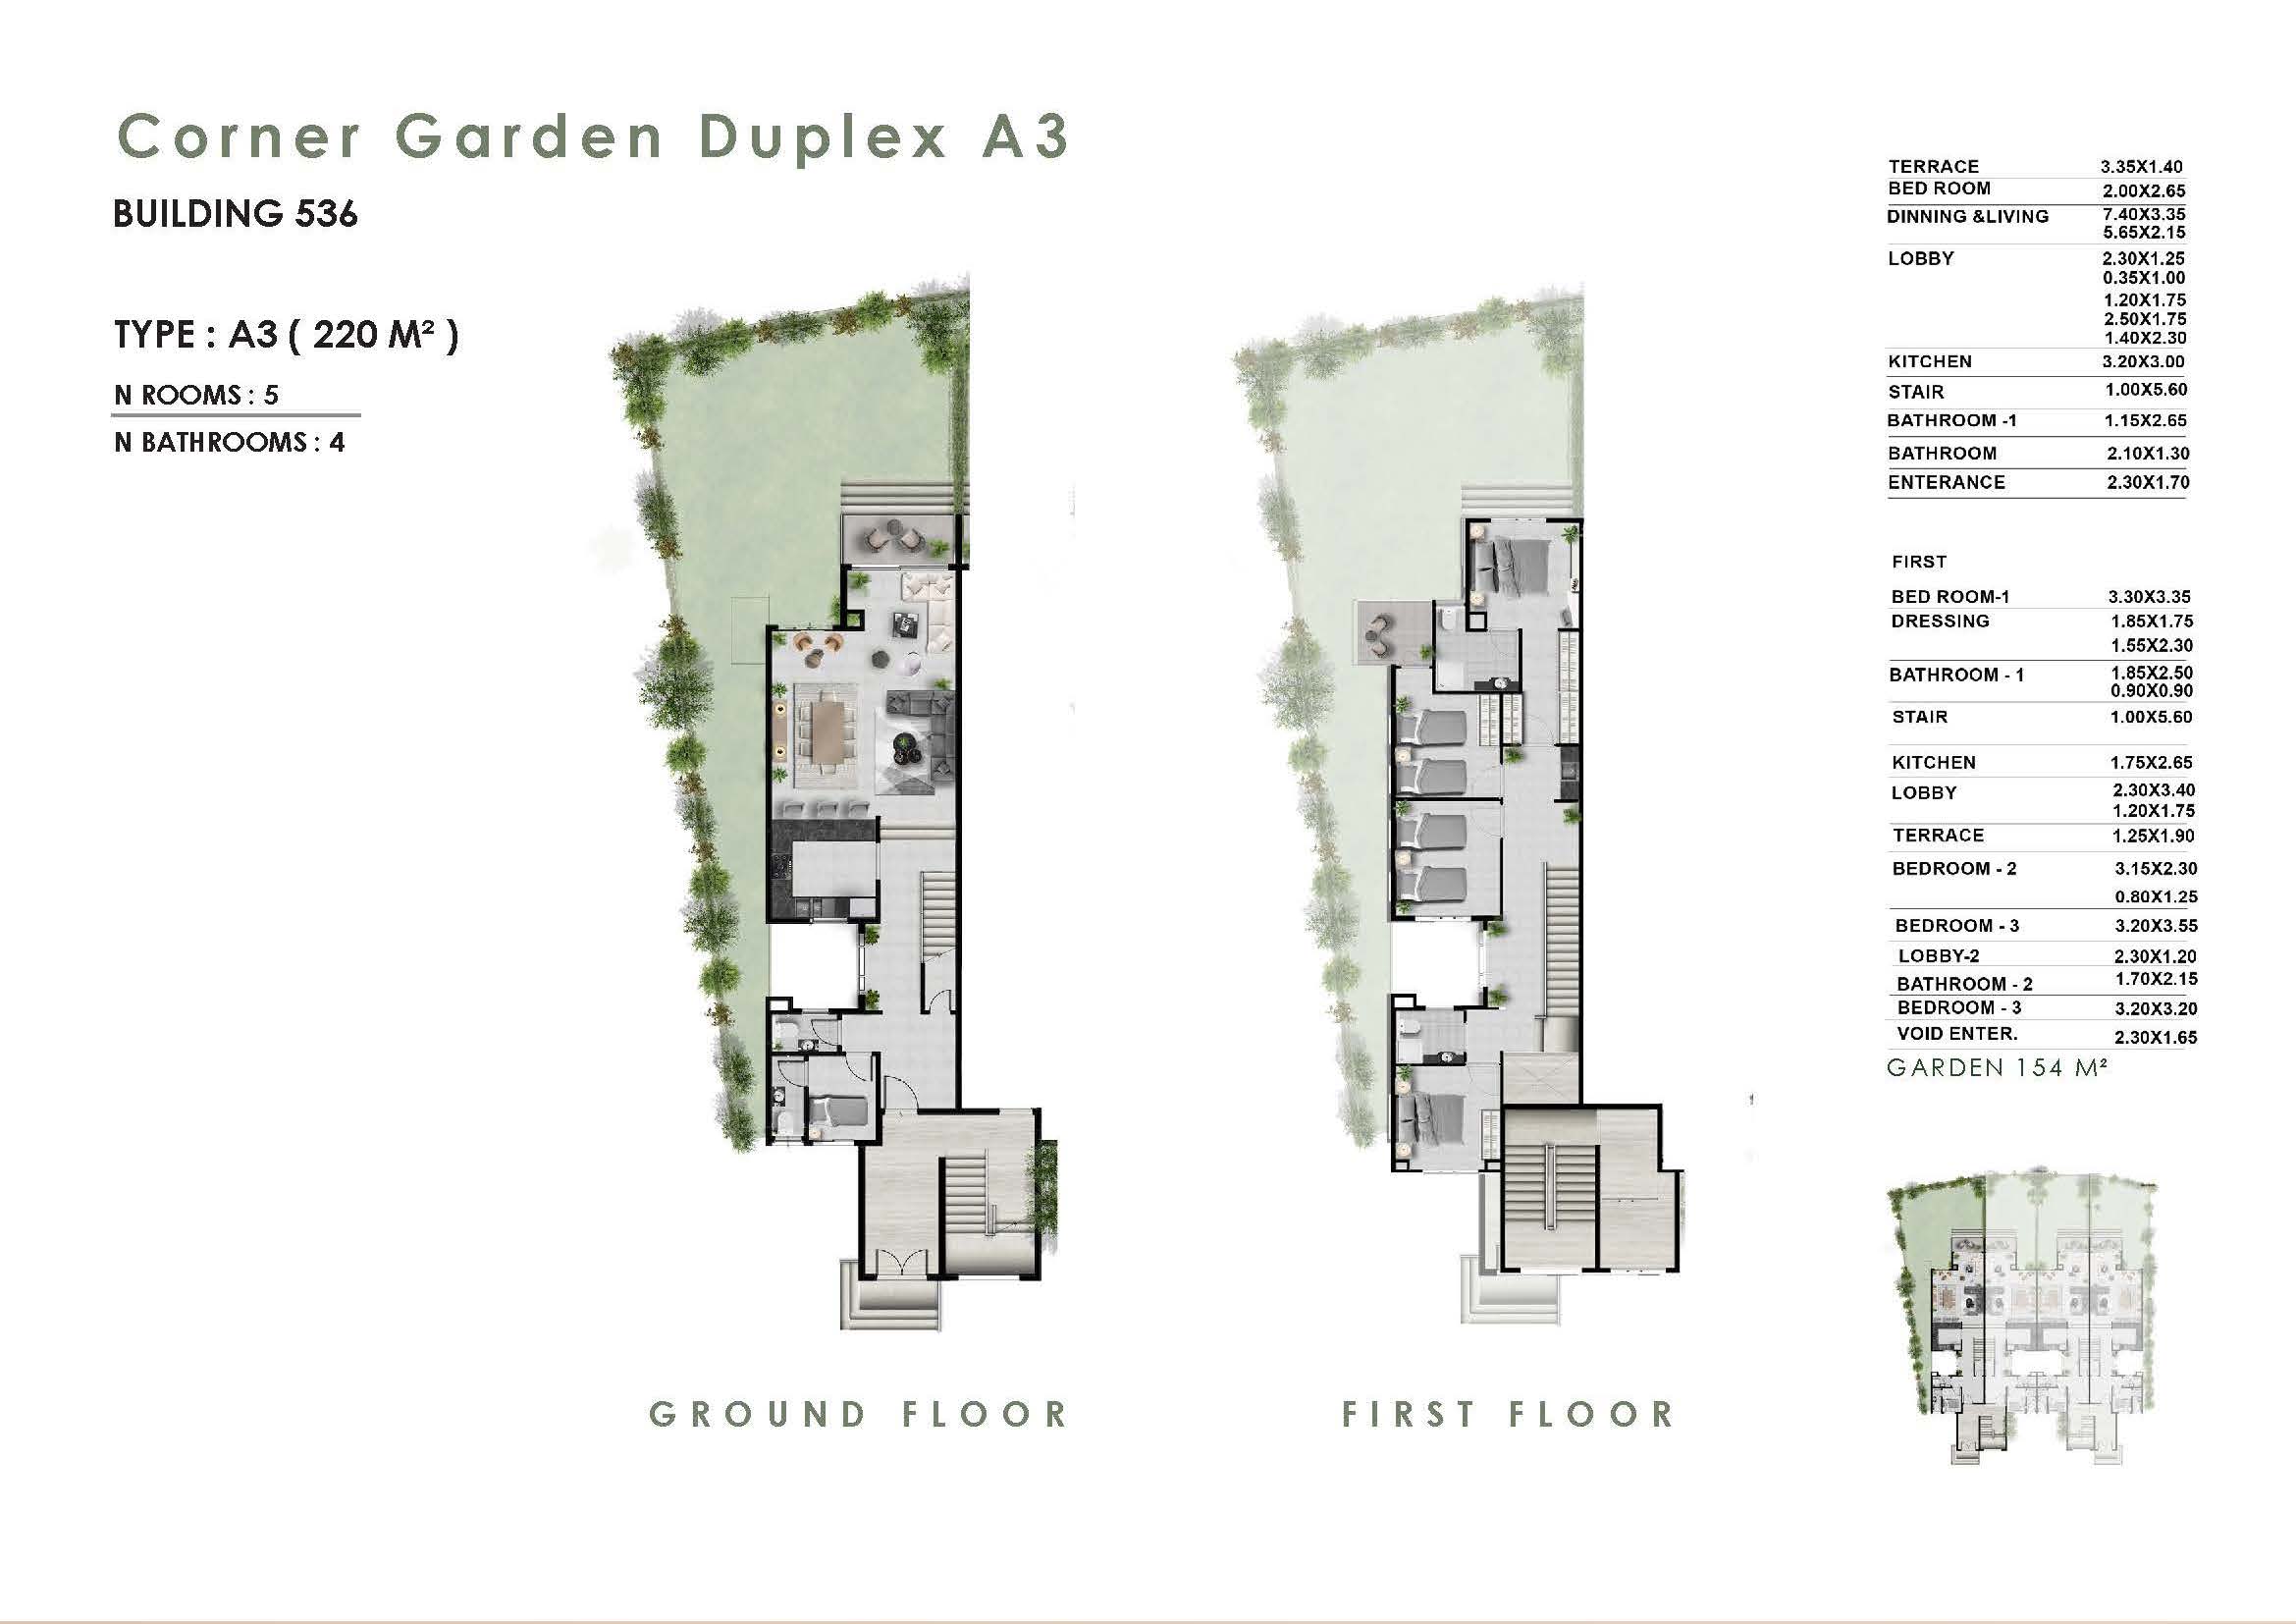 Corner Garden Duplex A3
BUILDING 536
TYPE : A3 ( 220 M² )
N ROOMS : 5
N BATHROOMS : 4
TERRACE 3.35X1.40
BED ROOM 2.00X2.65
DINNING &LIVING 7.40X3.35
5.65X2.15
LOBBY 2.30X1.25
0.35X1.00
1.20X1.75
2.50X1.75
1.40X2.30
KITCHEN 3.20X3.00
STAIR 1.00X5.60
BATHROOM -1 1.15X2.65
BATHROOM 2.10X1.30
ENTERANCE 2.30X1.70
FIRST
BED ROOM-1 3.30X3.35
DRESSING 1.85X1.75
1.55X2.30
BATHROOM - 1 1.85X2.50
0.90X0.90
STAIR 1.00X5.60
KITCHEN 1.75X2.65
LOBBY 2.30X3.40
1.20X1.75
TERRACE 1.25X1.90
BEDROOM - 2 3.15X2.30
0.80X1.25
BEDROOM - 3 3.20X3.55
LOBBY-2 2.30X1.20
BATHROOM - 2 1.70X2.15
BEDROOM - 3 3.20X3.20
VOID ENTER. 2.30X1.65
GARDEN 154 M²
GROUND FLOOR
FIRST FLOOR